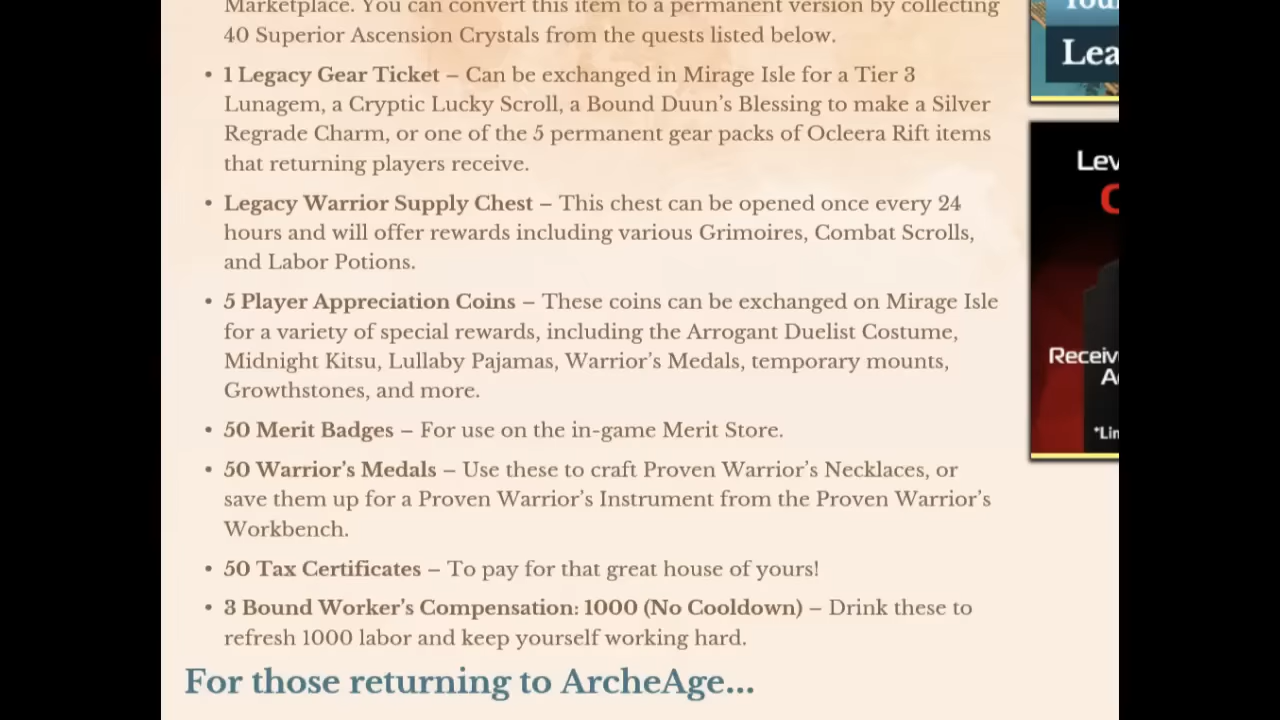 Marketplace. You can convert this item to a permanent version by collecting
40 Superior Ascension Crystals from the quests listed below.
• 1 Legacy Gear Ticket – Can be exchanged in Mirage Isle for a Tier 3
Lunagem, a Cryptic Lucky Scroll, a Bound Duun’s Blessing to make a Silver
Regrade Charm, or one of the 5 permanent gear packs of Ocleera Rift items
that returning players receive.
• Legacy Warrior Supply Chest – This chest can be opened once every 24
hours and will offer rewards including various Grimoires, Combat Scrolls,
and Labor Potions.
• 5 Player Appreciation Coins – These coins can be exchanged on Mirage Isle
for a variety of special rewards, including the Arrogant Duelist Costume,
Midnight Kitsu, Lullaby Pajamas, Warrior’s Medals, temporary mounts,
Growthstones, and more.
• 50 Merit Badges – For use on the in-game Merit Store.
• 50 Warrior’s Medals – Use these to craft Proven Warrior’s Necklaces, or
save them up for a Proven Warrior’s Instrument from the Proven Warrior’s
Workbench.
• 50 Tax Certificates – To pay for that great house of yours!
• 3 Bound Worker’s Compensation: 1000 (No Cooldown) – Drink these to
refresh 1000 labor and keep yourself working hard.
For those returning to ArcheAge...
Lea
Lev
Receiv
*Lin